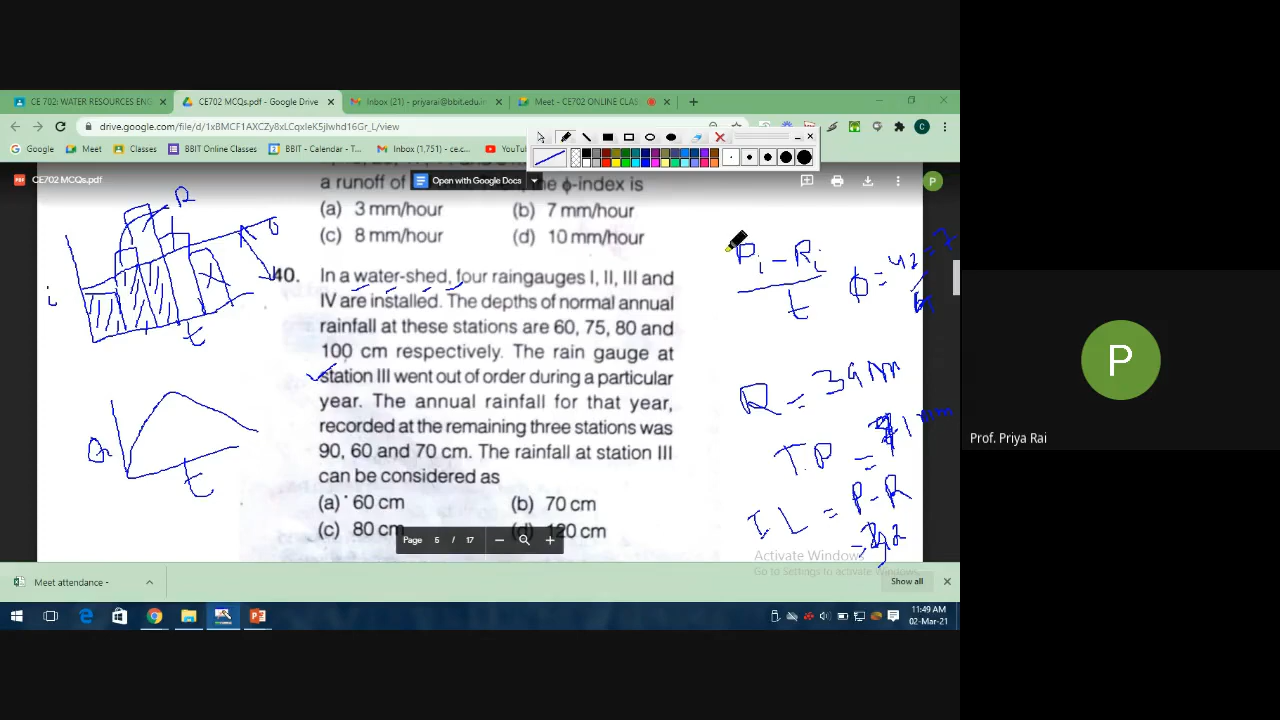 CE 702: WATER RESOURCES ENG
CE702 MCQs.pdf - Google Drive
Inbox (21) - priyarai@bbit.edu.in
Meet - CE702 ONLINE CLAS
drive.google.com/file/d/1x8MCF1AXCZy8xLCqxIeK5jIwhd16Gr_L/view
Google
Meet
Classes
BBIT Online Classes
BBIT - Calendar - T...
Inbox (1,751) - ce.c...
YouTu
CE702 MCQs.pdf
Open with Google Docs
P
a runoff of
the ϕ-index is
(a) 3 mm/hour
(b) 7 mm/hour
(c) 8 mm/hour
(d) 10 mm/hour
40. In a water-shed, four raingauges I, II, III and
IV are installed. The depths of normal annual
rainfall at these stations are 60, 75, 80 and
100 cm respectively. The rain gauge at
station III went out of order during a particular
year. The annual rainfall for that year,
recorded at the remaining three stations was
90, 60 and 70 cm. The rainfall at station III
can be considered as
(a) 60 cm
(b) 70 cm
(c) 80 cm
(d) 120 cm
R
i
t
t
Pi - Ri
t
ϕ = 42 = 7
R =
T.P =
IL = P - R
Page 5 / 17
Activate Windows
Go to Settings to activate Windows.
Meet attendance -
Show all
11:49 AM
02-Mar-21
P
Prof. Priya Rai